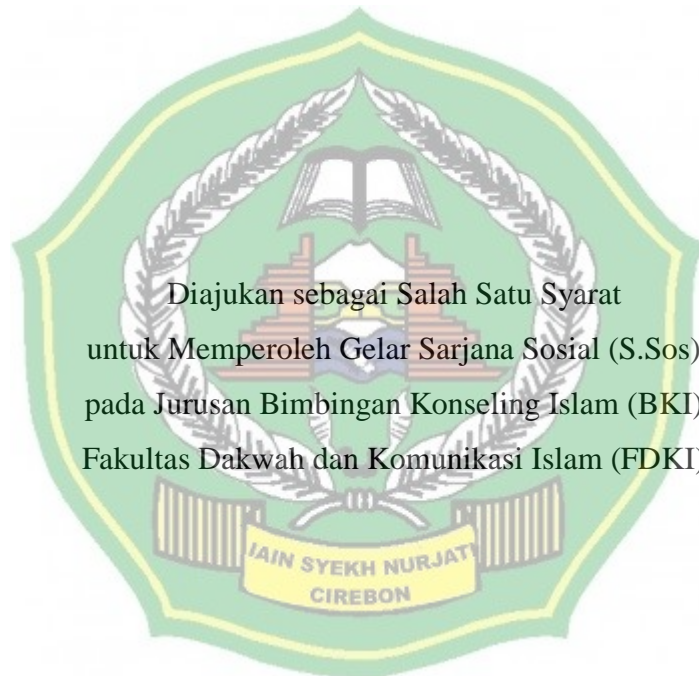 Diajukan sebagai Salah Satu Syarat
untuk Memperoleh Gelar Sarjana Sosial (S.Sos)
pada Jurusan Bimbingan Konseling Islam (BKI)
Fakultas Dakwah dan Komunikasi Islam (FDKI)
IAIN SYEKH NURJATI
CIREBON